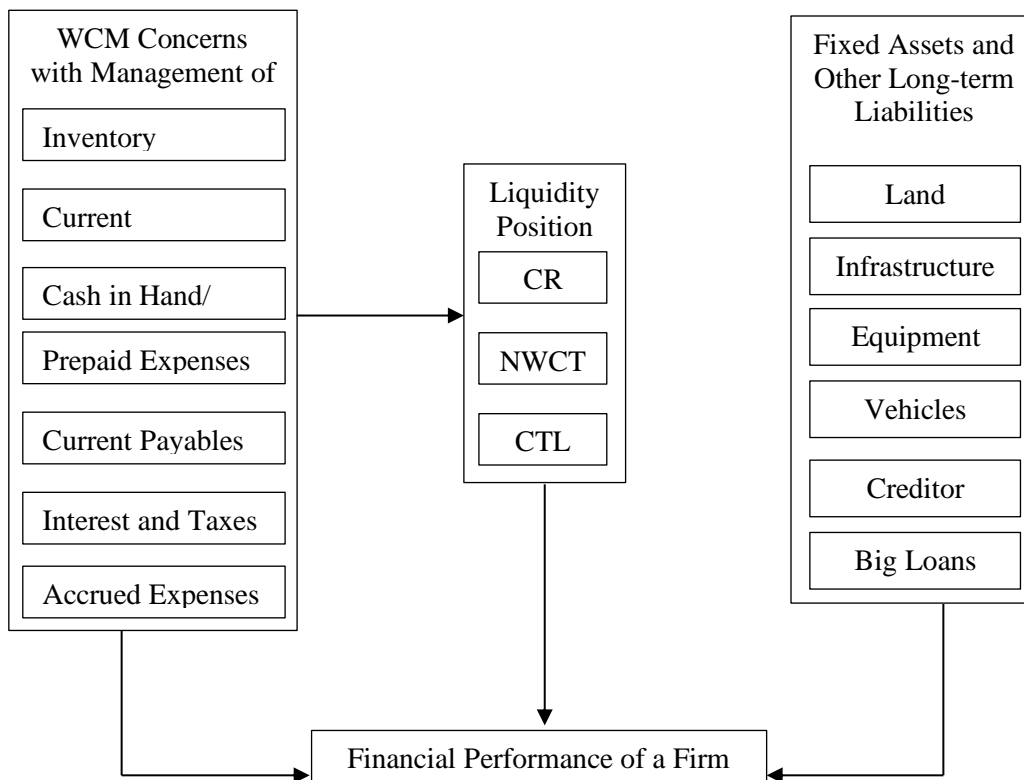 WCM Concerns
with Management of
Inventory
Current
Cash in Hand/
Prepaid Expenses
Current Payables
Interest and Taxes
Accrued Expenses
Liquidity
Position
CR
NWCT
CTL
Fixed Assets and
Other Long-term
Liabilities
Land
Infrastructure
Equipment
Vehicles
Creditor
Big Loans
Financial Performance of a Firm